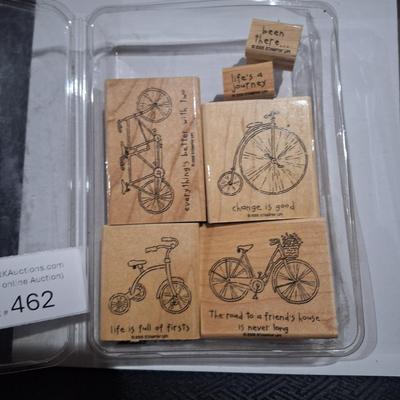 been
there...
life's a
journey
everything's better with two
change is good
life is full of firsts
The road to a friend's house
is never long
KAuctions.com
online Auction)
# 462